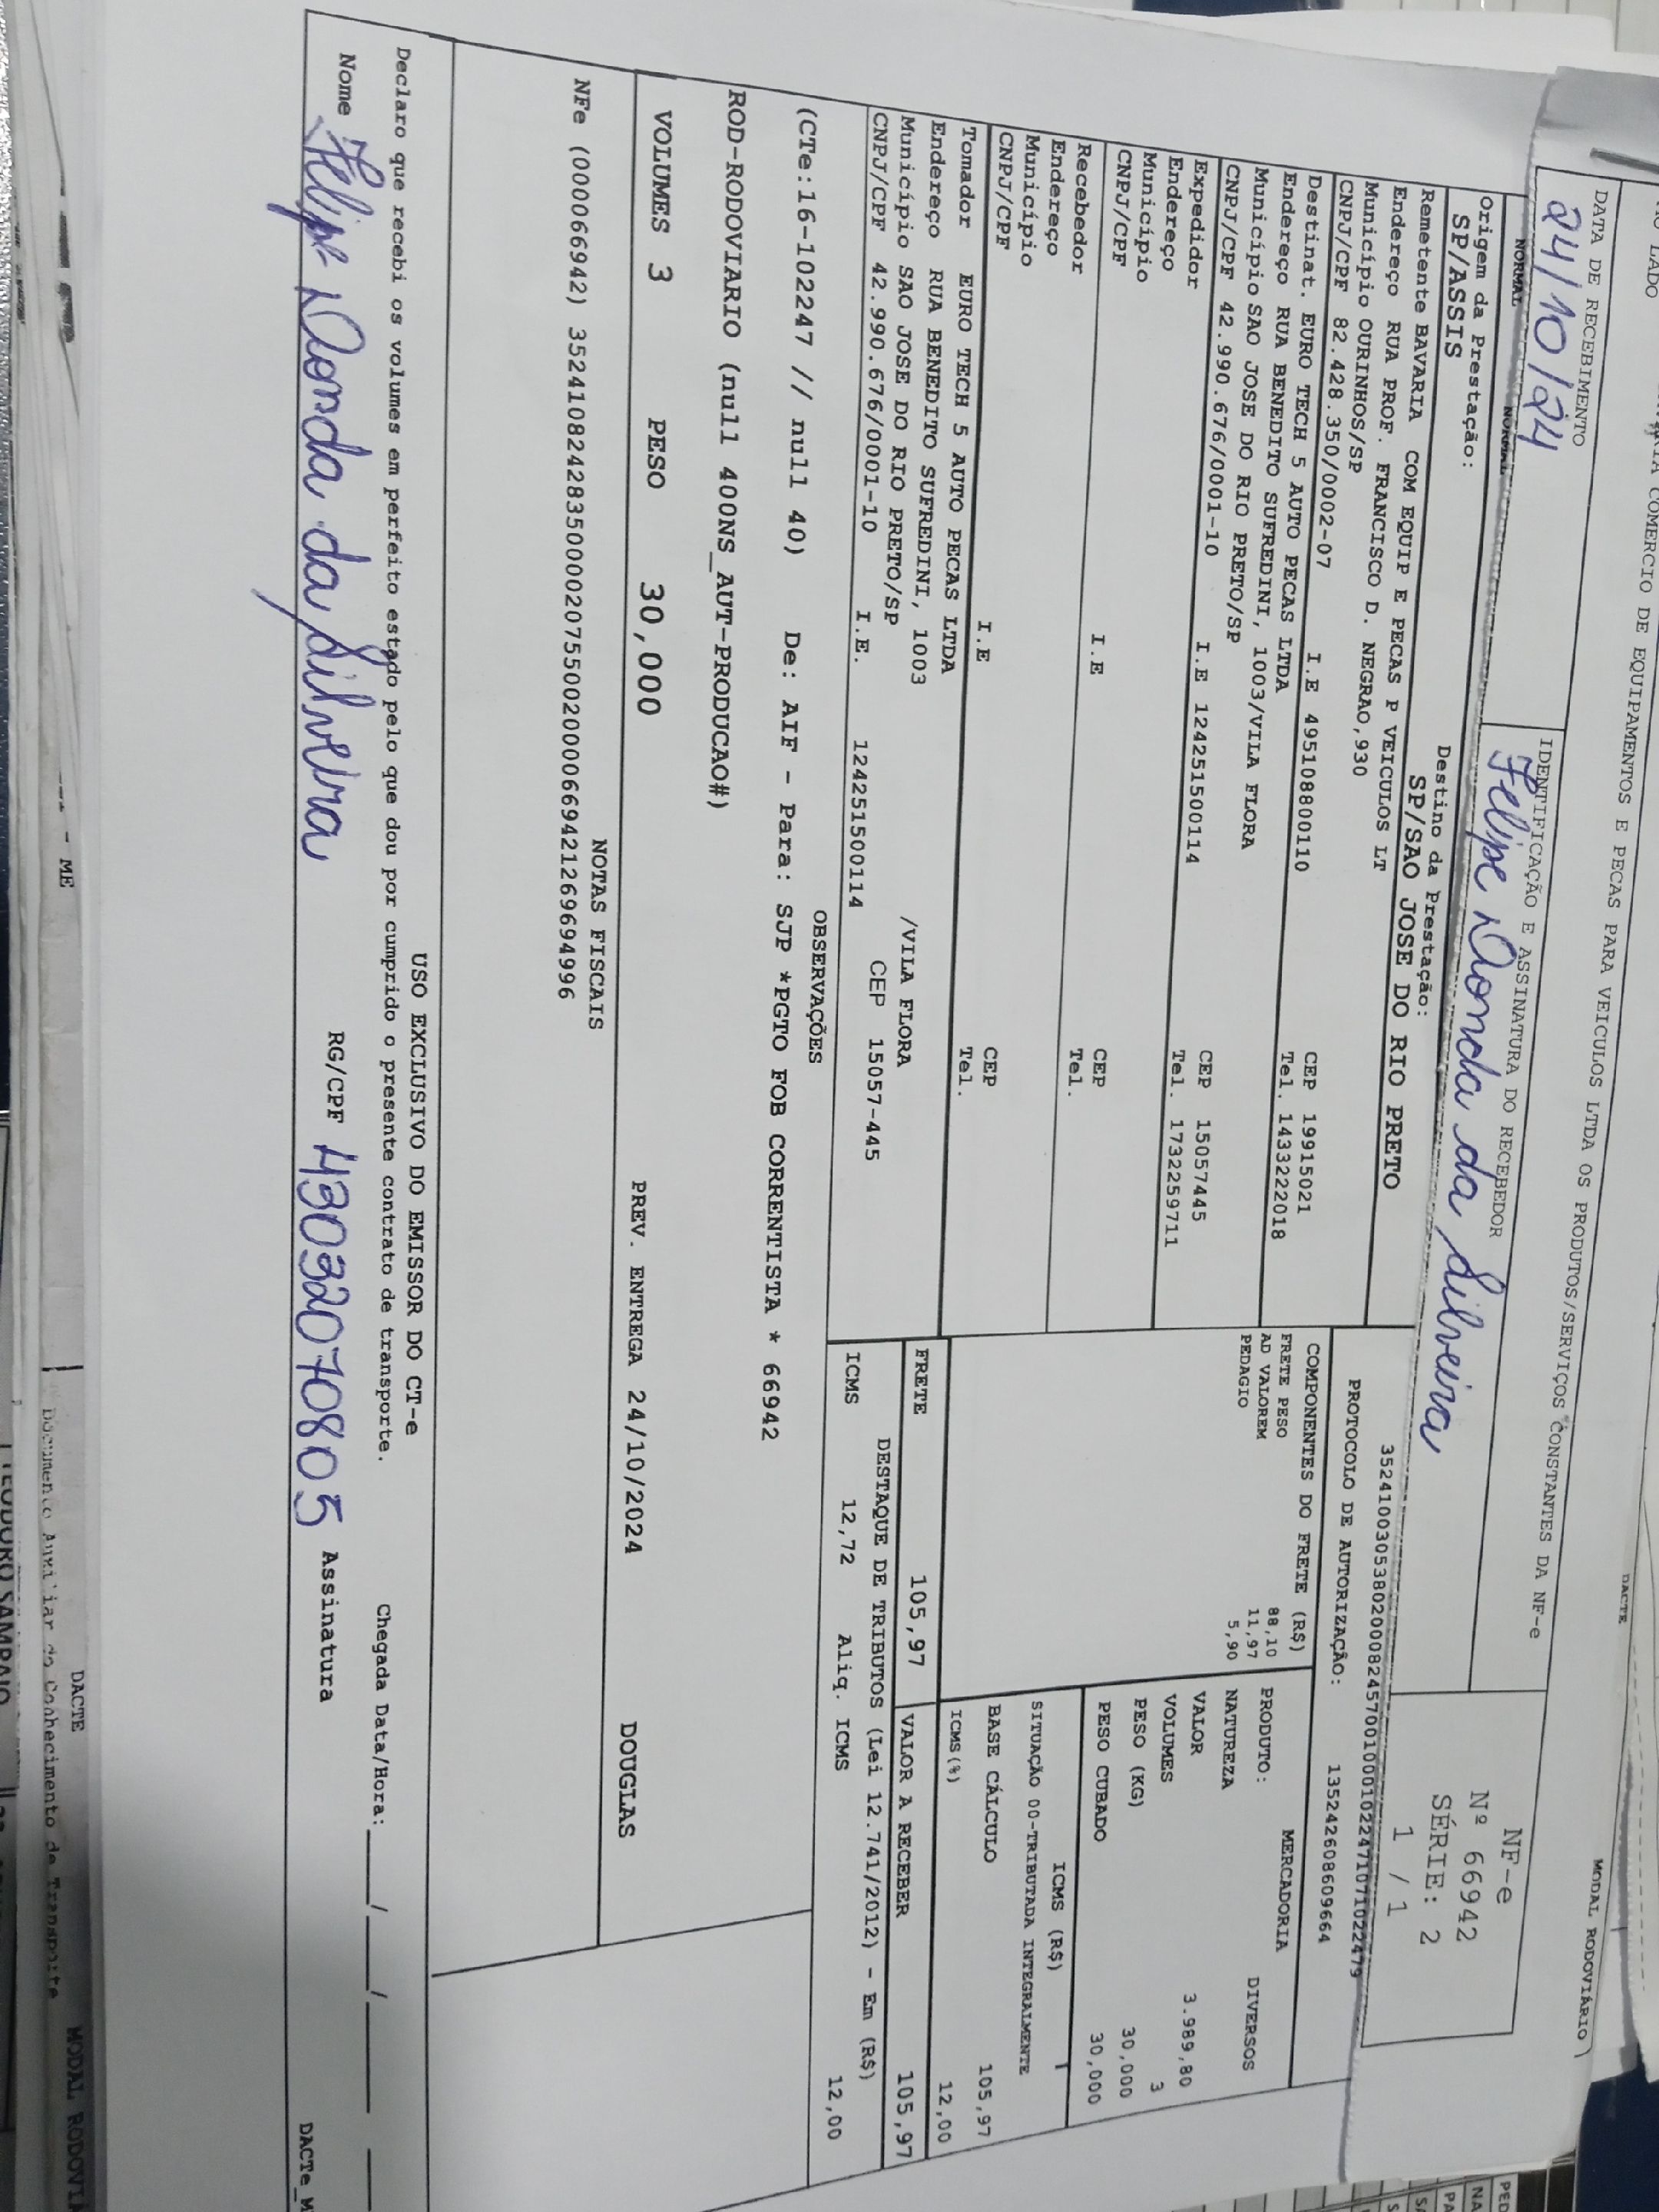 COMERCIO DE EQUIPAMENTOS E PECAS PARA VEICULOS LTDA OS PRODUTOS/SERVIÇOS CONSTANTES DA NF-e
DACTE
MODAL RODOVIÁRIO
DATA DE RECEBIMENTO
IDENTIFICAÇÃO E ASSINATURA DO RECEBEDOR
24/10/24
Felipe Donda da Silveira
NF-e
Nº 66942
SÉRIE: 2
1 / 1
NORMAL
NORMAL
Origem da Prestação:
SP/ASSIS
Destino da Prestação:
SP/SAO JOSE DO RIO PRETO
35241003053802000824570010001022471071022479
PROTOCOLO DE AUTORIZAÇÃO: 135242608609664
Remetente BAVARIA COM EQUIP E PECAS P VEICULOS LT
Endereço RUA PROF. FRANCISCO D. NEGRAO,930
Município OURINHOS/SP CEP 19915021
CNPJ/CPF 82.428.350/0002-07 I.E 495108800110 Tel. 1433222018
Destinat. EURO TECH 5 AUTO PECAS LTDA
Endereço RUA BENEDITO SUFREDINI, 1003/VILA FLORA
Município SAO JOSE DO RIO PRETO/SP CEP 15057445
CNPJ/CPF 42.990.676/0001-10 I.E 124251500114 Tel. 1732259711
Expedidor
Endereço
Município CEP
CNPJ/CPF I.E Tel.
Recebedor
Endereço
Município CEP
CNPJ/CPF I.E Tel.
Tomador EURO TECH 5 AUTO PECAS LTDA
Endereço RUA BENEDITO SUFREDINI, 1003 /VILA FLORA
Município SAO JOSE DO RIO PRETO/SP CEP 15057-445
CNPJ/CPF 42.990.676/0001-10 I.E. 124251500114
COMPONENTES DO FRETE (R$)
FRETE PESO 88,10
AD VALOREM 11,97
PEDAGIO 5,90
MERCADORIA
PRODUTO: DIVERSOS
NATUREZA
VALOR 3.989,80
VOLUMES 3
PESO (KG) 30,000
PESO CUBADO 30,000
ICMS (R$)
SITUAÇÃO 00-TRIBUTADA INTEGRALMENTE
BASE CÁLCULO 105,97
ICMS(%) 12,00
FRETE 105,97 VALOR A RECEBER 105,97
DESTAQUE DE TRIBUTOS (Lei 12.741/2012) - Em (R$)
ICMS 12,72 Aliq. ICMS 12,00
OBSERVAÇÕES
(CTe:16-102247 // null 40) De: AIF - Para: SJP *PGTO FOB CORRENTISTA * 66942
ROD-RODOVIARIO (null 400NS_AUT-PRODUCAO#)
VOLUMES 3 PESO 30,000 PREV. ENTREGA 24/10/2024 DOUGLAS
NOTAS FISCAIS
NFe (000066942) 35241082428350000207550020000669421269694996
USO EXCLUSIVO DO EMISSOR DO CT-e
Declaro que recebi os volumes em perfeito estado pelo que dou por cumprido o presente contrato de transporte. Chegada Data/Hora: ____/____/______
Nome Felipe Donda da Silveira RG/CPF 43032070805 Assinatura
- ME
DACTE
MODAL RODOVIÁ
Documento Auxiliar do Conhecimento de Transporte